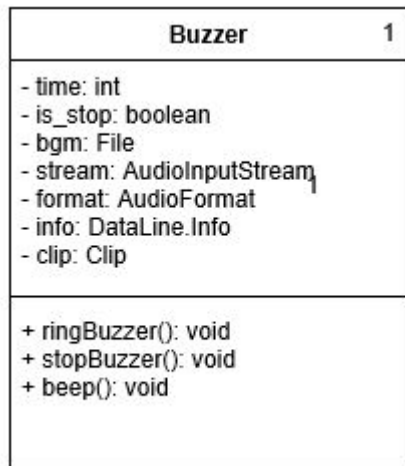 Buzzer 1
- time: int
- is_stop: boolean
- bgm: File
- stream: AudioInputStream
1
- format: AudioFormat
- info: DataLine.Info
- clip: Clip
+ ringBuzzer(): void
+ stopBuzzer(): void
+ beep(): void